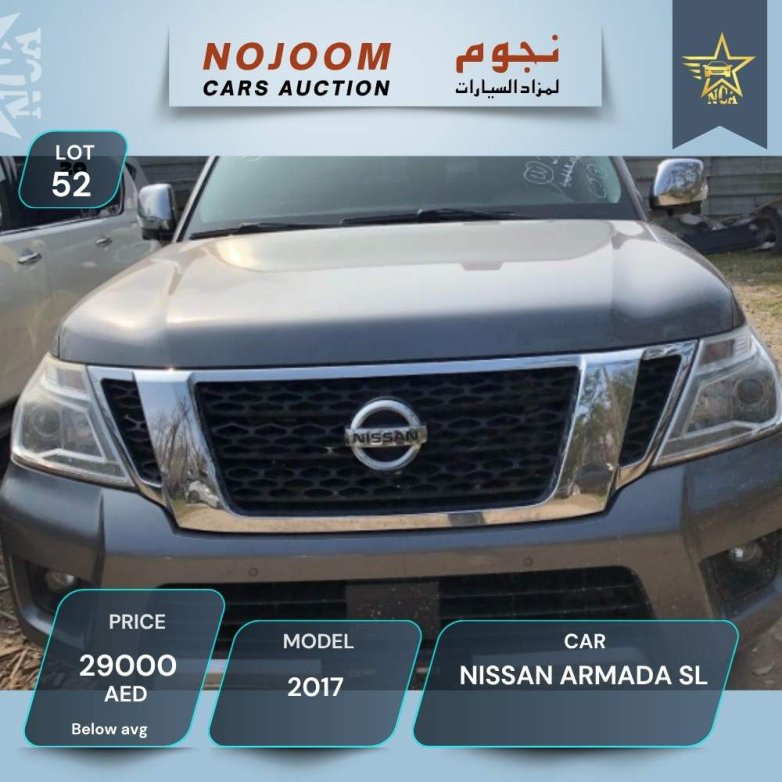 NOJOOM
CARS AUCTION
نجوم
لمزاد السيارات
NCA
NCA
LOT
52
NISSAN
PRICE
29000
AED
Below avg
MODEL
2017
CAR
NISSAN ARMADA SL